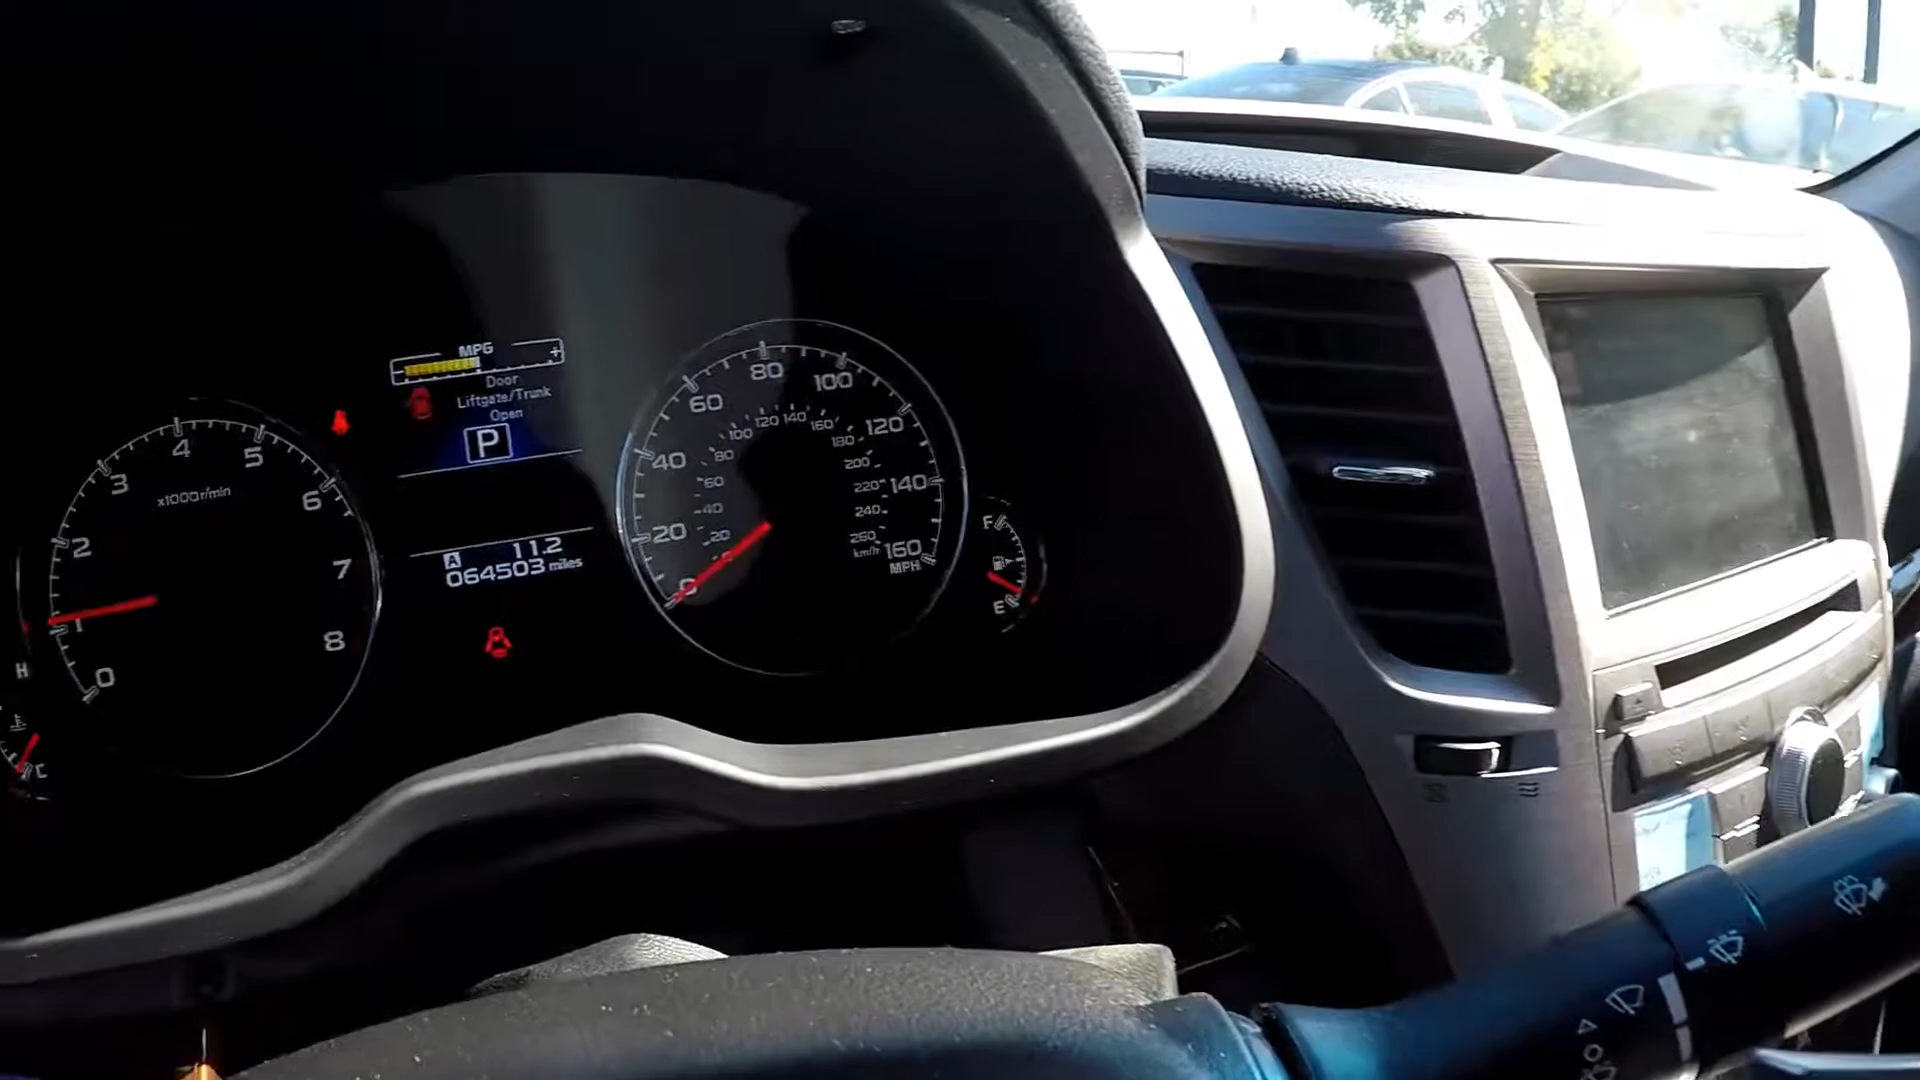 MPG
- +
Door
Liftgate/Trunk
Open
P
A 11.2
064503 miles
0
1
2
3
4
5
6
7
8
x1000r/min
0
20
40
60
80
100
120
140
160
MPH
20
40
60
80
100
120
140
160
180
200
220
240
260
km/h
F
E
H
C